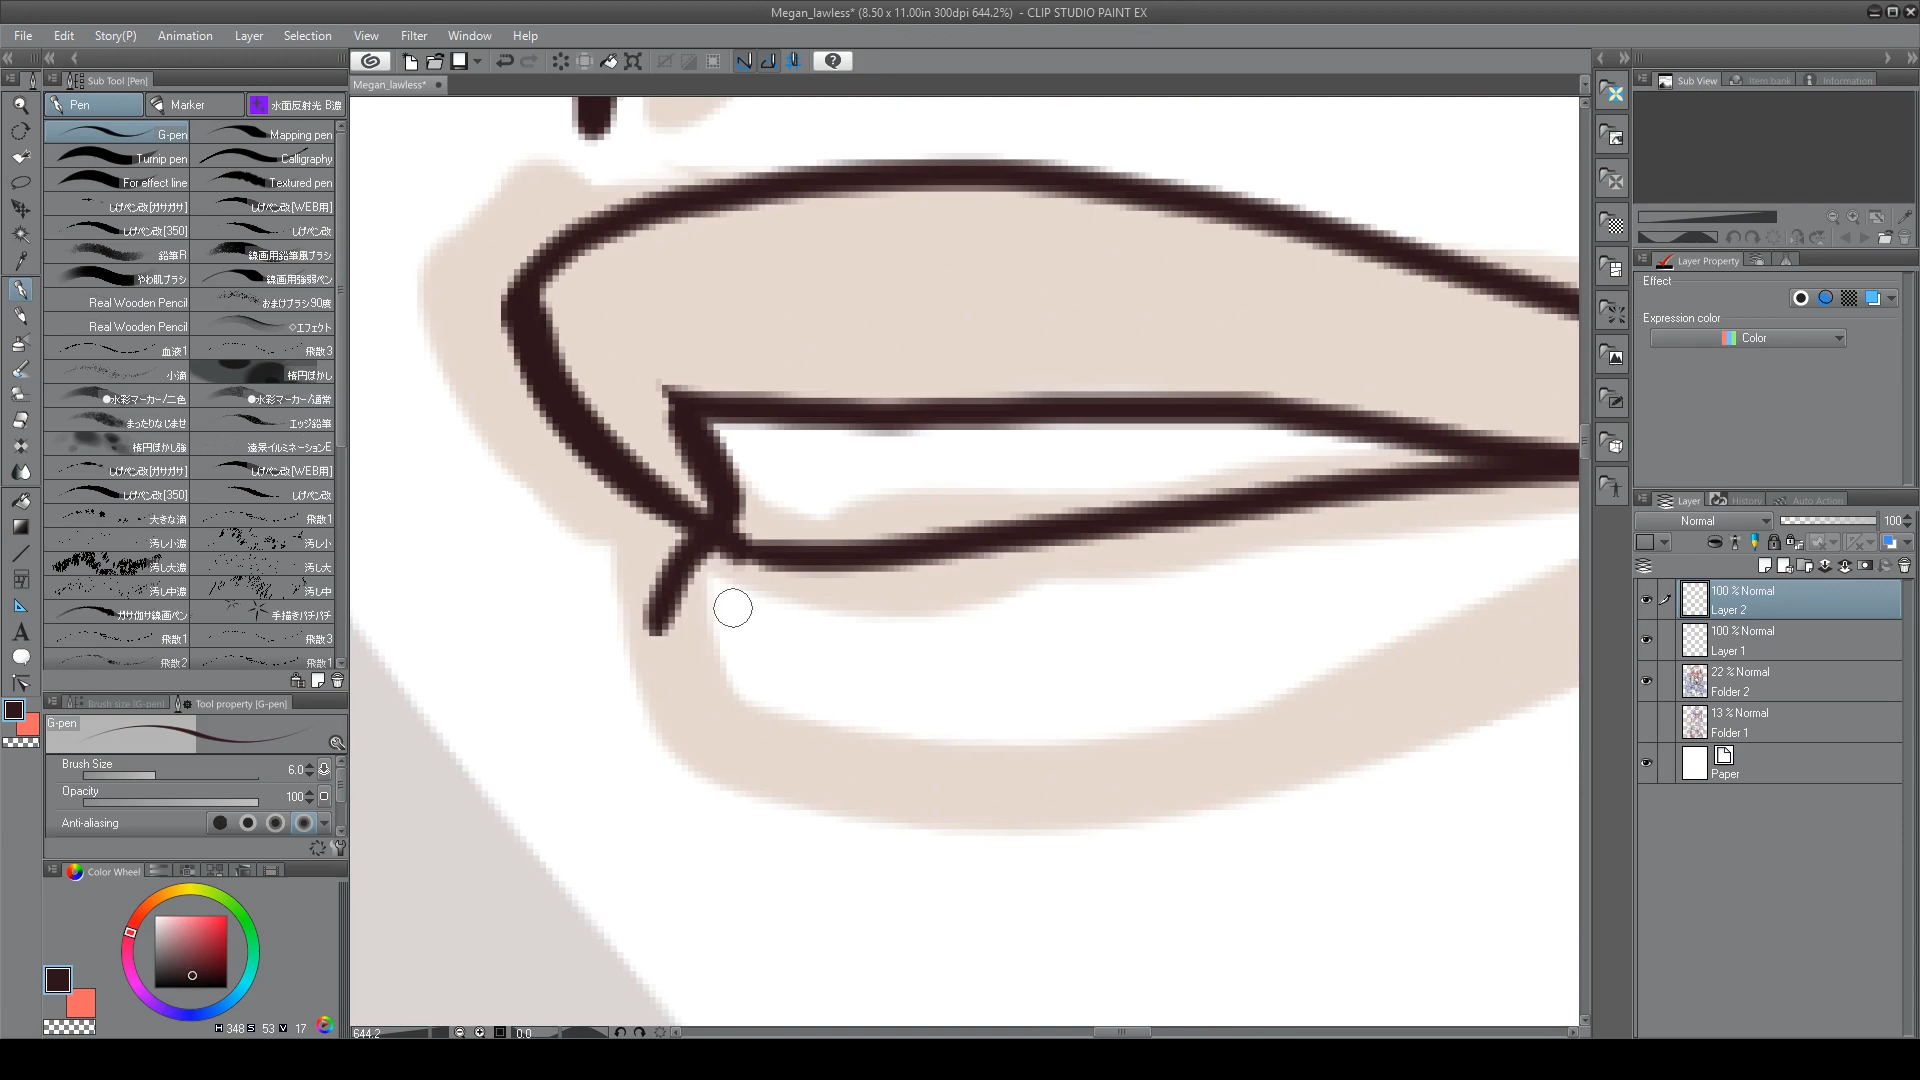 Megan_lawless* (8.50 x 11.00in 300dpi 644.2%) - CLIP STUDIO PAINT EX
File Edit Story(P) Animation Layer Selection View Filter Window Help
Sub Tool [Pen]
Megan_lawless*
Pen Marker 水面反射光 B濃
G-pen Mapping pen
Turnip pen Calligraphy
For effect line Textured pen
しげペン改[ガサガサ] しげペン改[WEB用]
しげペン改[350] しげペン改
鉛筆R 線画用鉛筆風ブラシ
やわ肌ブラシ 線画用強弱ペン
Real Wooden Pencil おまけブラシ90度
Real Wooden Pencil ◇エフェクト
血液1 飛散3
小滴 楕円ぼかし
水彩マーカー/二色 水彩マーカー/通常
まったりなじませ エッジ鉛筆
楕円ぼかし強 遠景イルミネーションE
しげペン改[ガサガサ] しげペン改[WEB用]
しげペン改[350] しげペン改
大きな滴 飛散1
汚し小濃 汚し小
汚し大濃 汚し大
汚し中濃 汚し中
ガサガサ線画ペン 手描きパチパチ
飛散1 飛散3
飛散2 飛散1
Brush size [G-pen] Tool property [G-pen]
G-pen
Brush Size 6.0
Opacity 100
Anti-aliasing
Color Wheel
H 348 S 53 V 17
644.2 0.0
Sub View Item bank Information
Layer Property
Effect
Expression color
Color
Layer History Auto Action
Normal 100
100 % Normal
Layer 2
100 % Normal
Layer 1
22 % Normal
Folder 2
13 % Normal
Folder 1
Paper